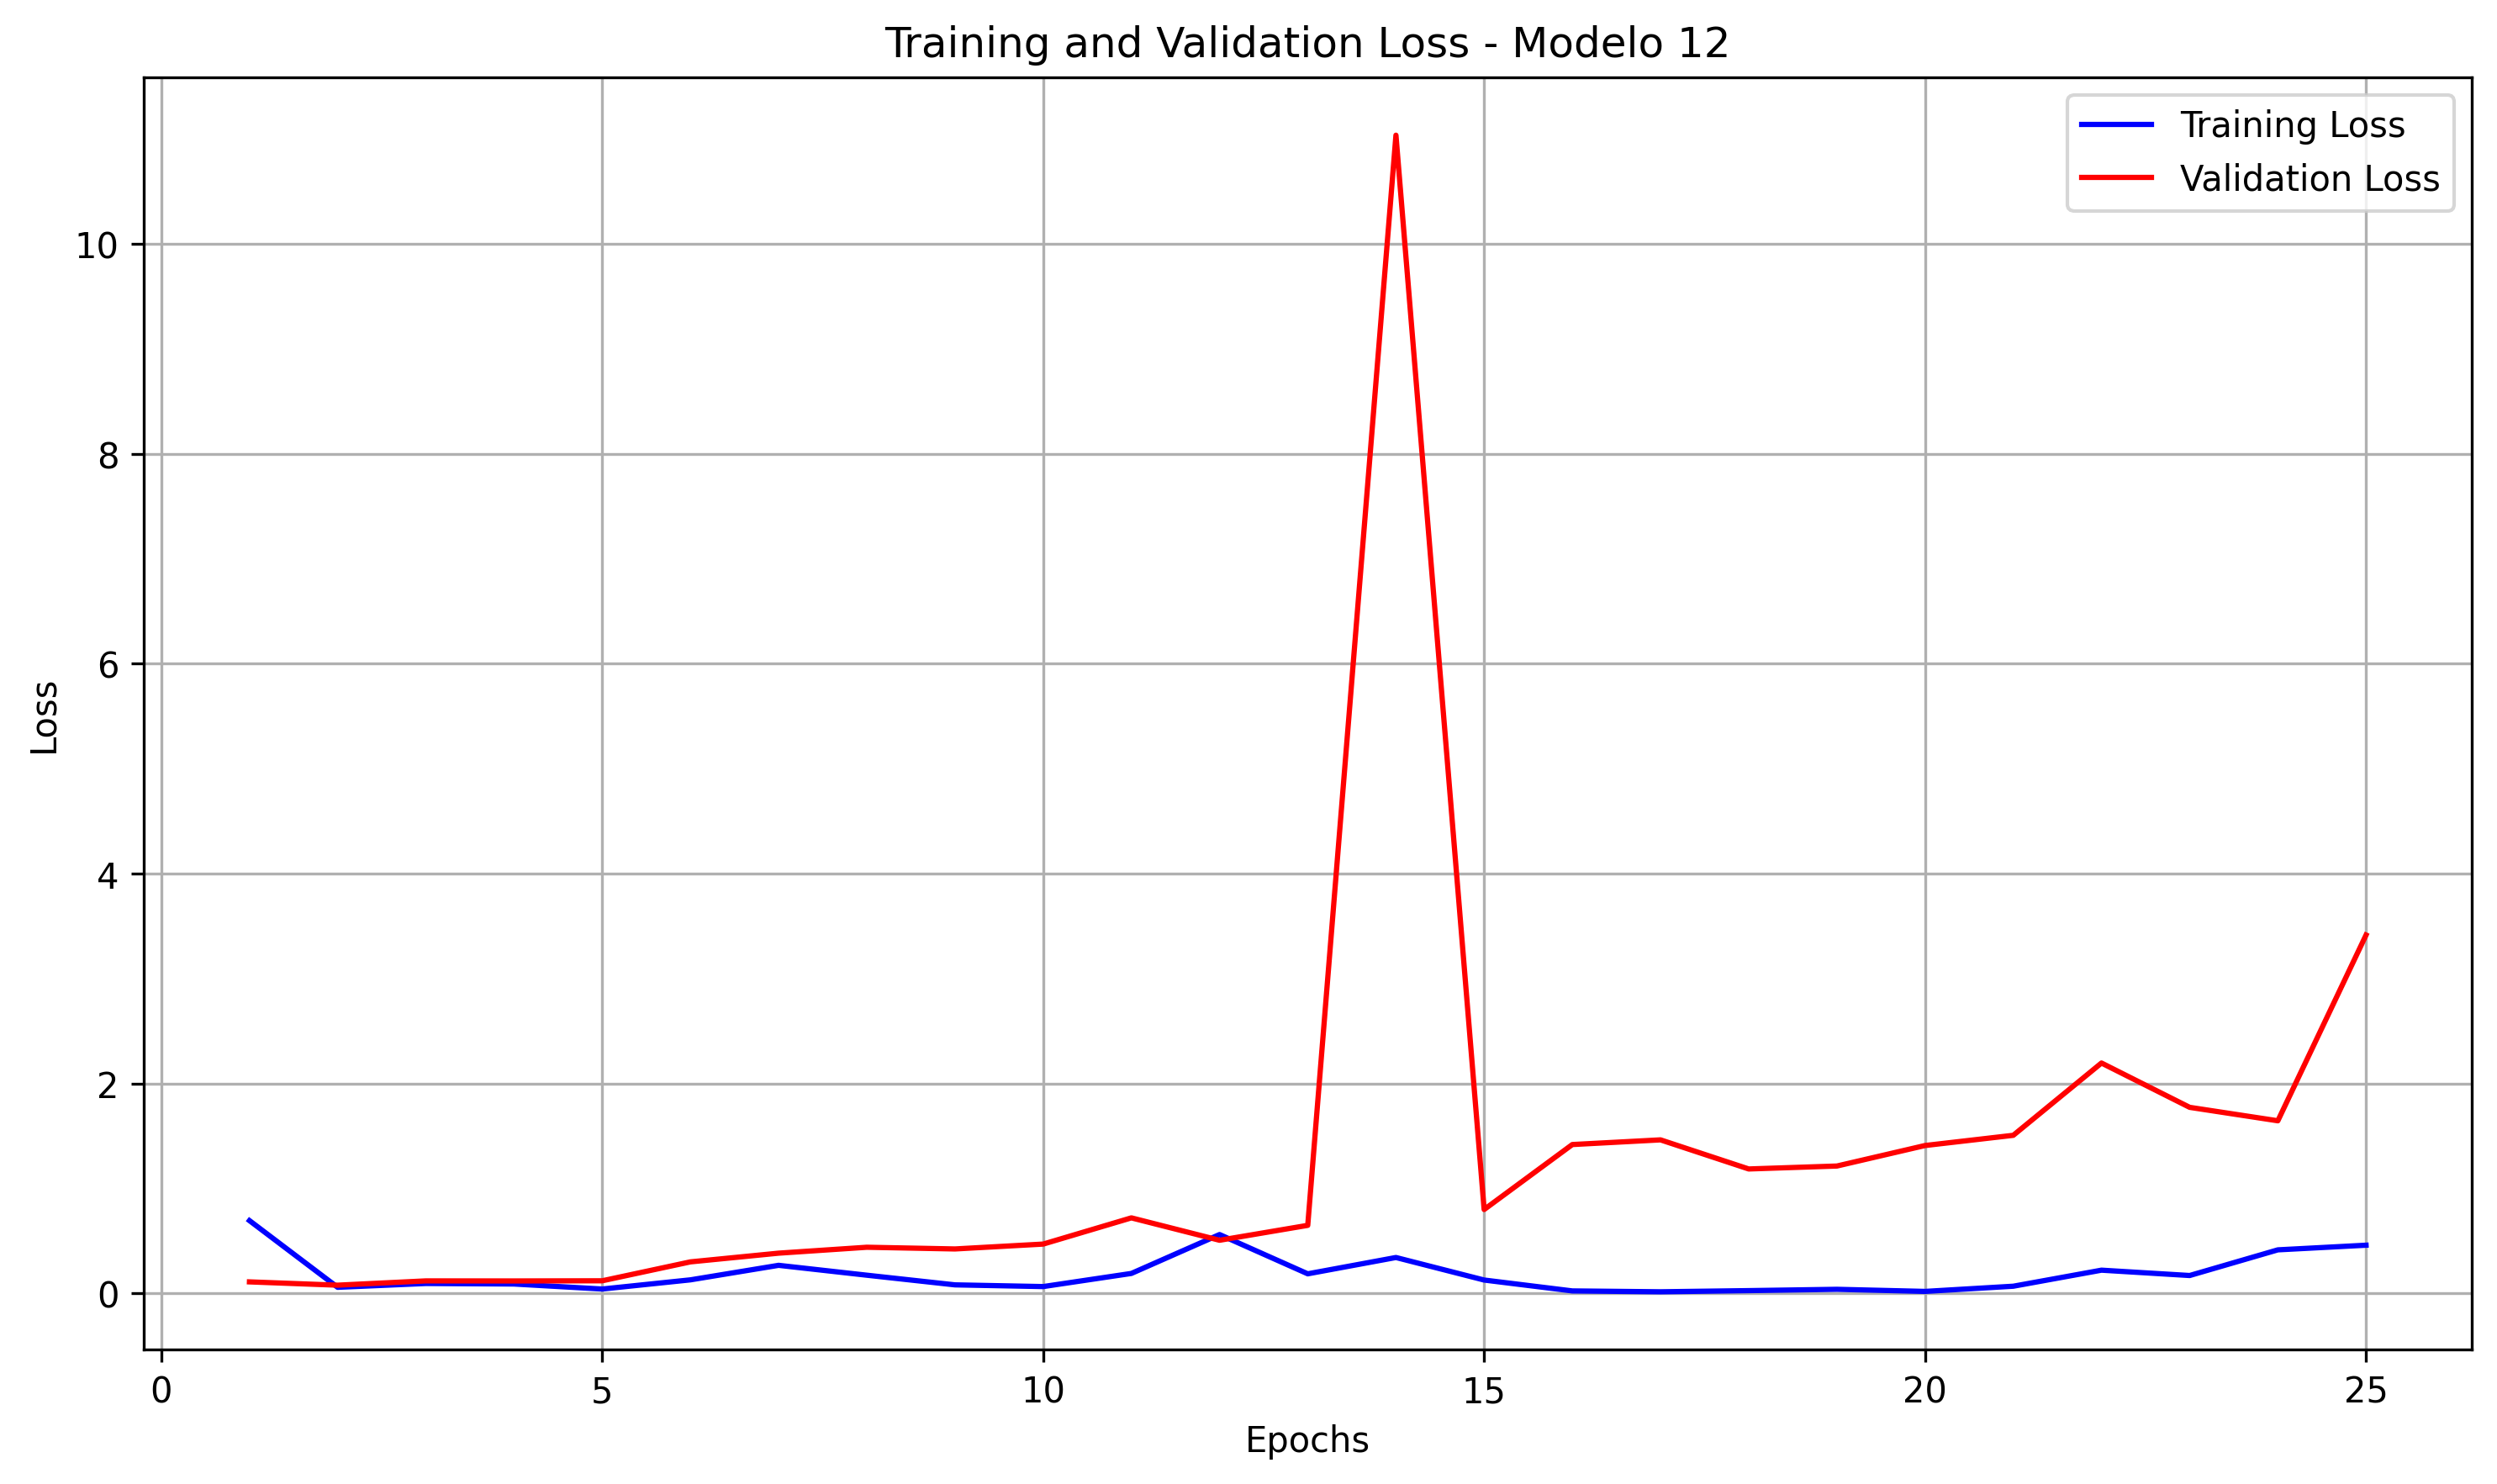 Training and Validation Loss - Modelo 12
Training Loss
Validation Loss
10
8
6
4
2
0
Loss
0 5 10 15 20 25
Epochs